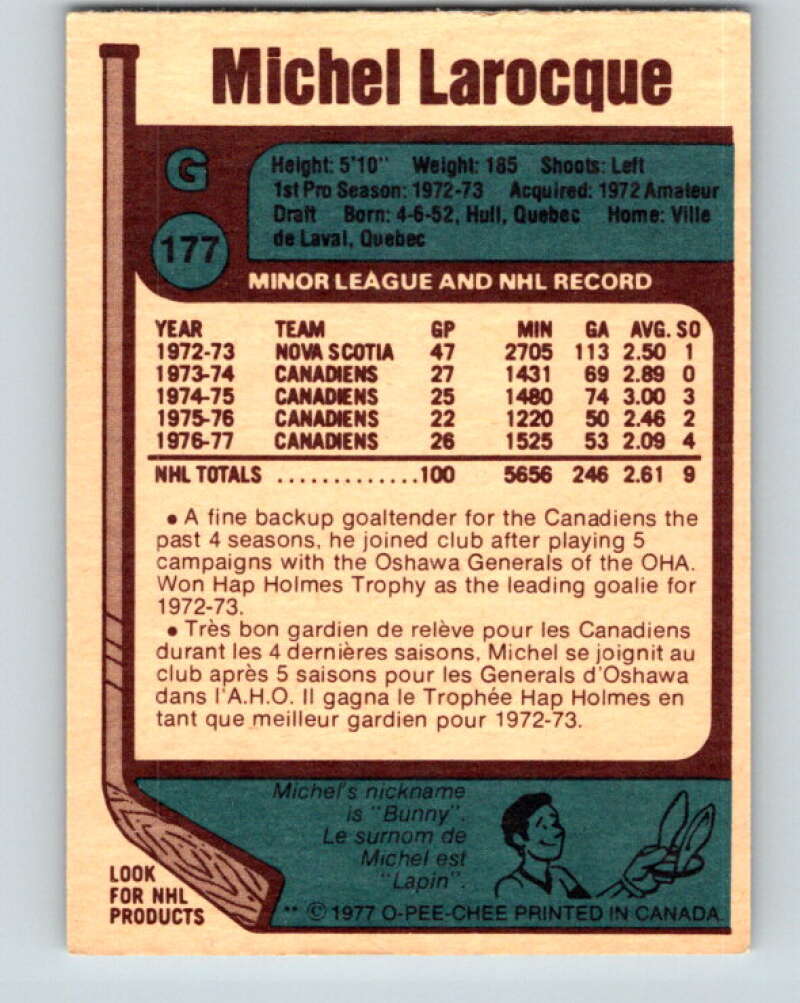 Michel Larocque
G
177
Height: 5'10" Weight: 185 Shoots: Left
1st Pro Season: 1972-73 Acquired: 1972 Amateur
Draft Born: 4-6-52, Hull, Quebec Home: Ville
de Laval, Quebec
MINOR LEAGUE AND NHL RECORD
YEAR TEAM GP MIN GA AVG. SO
1972-73 NOVA SCOTIA 47 2705 113 2.50 1
1973-74 CANADIENS 27 1431 69 2.89 0
1974-75 CANADIENS 25 1480 74 3.00 3
1975-76 CANADIENS 22 1220 50 2.46 2
1976-77 CANADIENS 26 1525 53 2.09 4
NHL TOTALS ..............100 5656 246 2.61 9
• A fine backup goaltender for the Canadiens the
past 4 seasons, he joined club after playing 5
campaigns with the Oshawa Generals of the OHA.
Won Hap Holmes Trophy as the leading goalie for
1972-73.
• Très bon gardien de relève pour les Canadiens
durant les 4 dernières saisons, Michel se joignit au
club après 5 saisons pour les Generals d'Oshawa
dans l'A.H.O. Il gagna le Trophée Hap Holmes en
tant que meilleur gardien pour 1972-73.
Michel's nickname
is "Bunny".
Le surnom de
Michel est
"Lapin".
LOOK
FOR NHL
PRODUCTS
** © 1977 O-PEE-CHEE PRINTED IN CANADA.